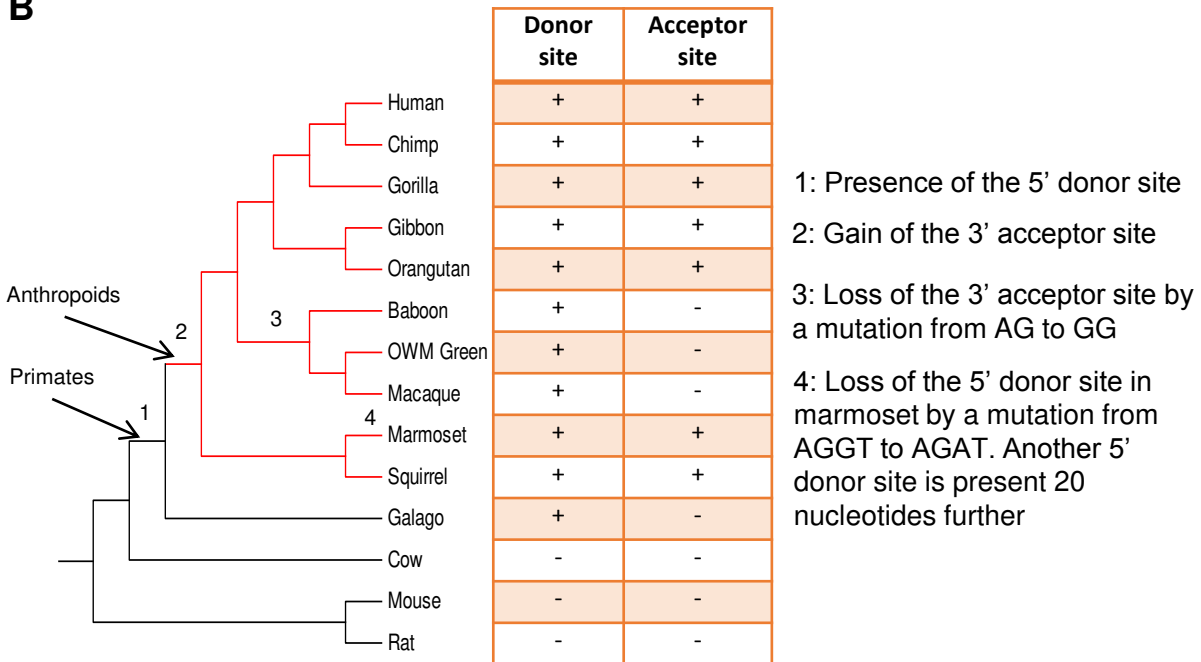 B
Donor site
Acceptor site
Human + +
Chimp + +
Gorilla + +
Gibbon + +
Orangutan + +
Baboon + -
OWM Green + -
Macaque + -
Marmoset + +
Squirrel + +
Galago + -
Cow - -
Mouse - -
Rat - -
Anthropoids
Primates
1
2
3
4
1: Presence of the 5’ donor site
2: Gain of the 3’ acceptor site
3: Loss of the 3’ acceptor site by
a mutation from AG to GG
4: Loss of the 5’ donor site in
marmoset by a mutation from
AGGT to AGAT. Another 5’
donor site is present 20
nucleotides further